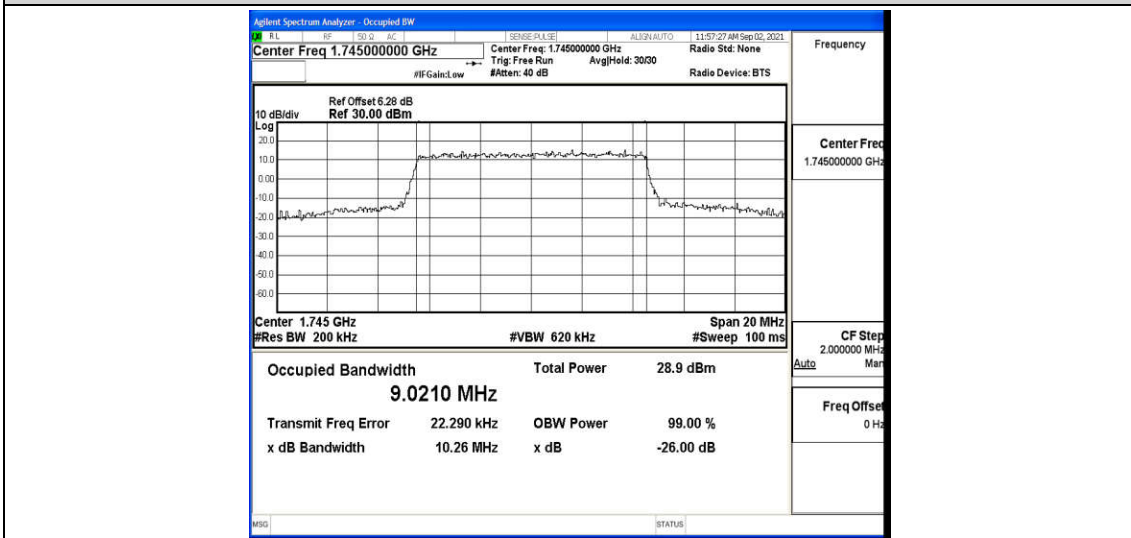 Agilent Spectrum Analyzer - Occupied BW
RL RF 50 Ω AC SENSE:PULSE ALIGN AUTO 11:57:27 AM Sep 02, 2021
Center Freq 1.745000000 GHz Center Freq: 1.745000000 GHz Radio Std: None Frequency
Trig: Free Run Avg|Hold: 30/30
#IFGain:Low #Atten: 40 dB Radio Device: BTS
Ref Offset 6.28 dB
10 dB/div Ref 30.00 dBm
Log
20.0
10.0
0.00
-10.0
-20.0
-30.0
-40.0
-50.0
-60.0
Center 1.745 GHz Span 20 MHz
#Res BW 200 kHz #VBW 620 kHz #Sweep 100 ms
Occupied Bandwidth Total Power 28.9 dBm
9.0210 MHz
Transmit Freq Error 22.290 kHz OBW Power 99.00 %
x dB Bandwidth 10.26 MHz x dB -26.00 dB
Center Freq
1.745000000 GHz
CF Step
2.000000 MHz
Auto Man
Freq Offset
0 Hz
MSG STATUS